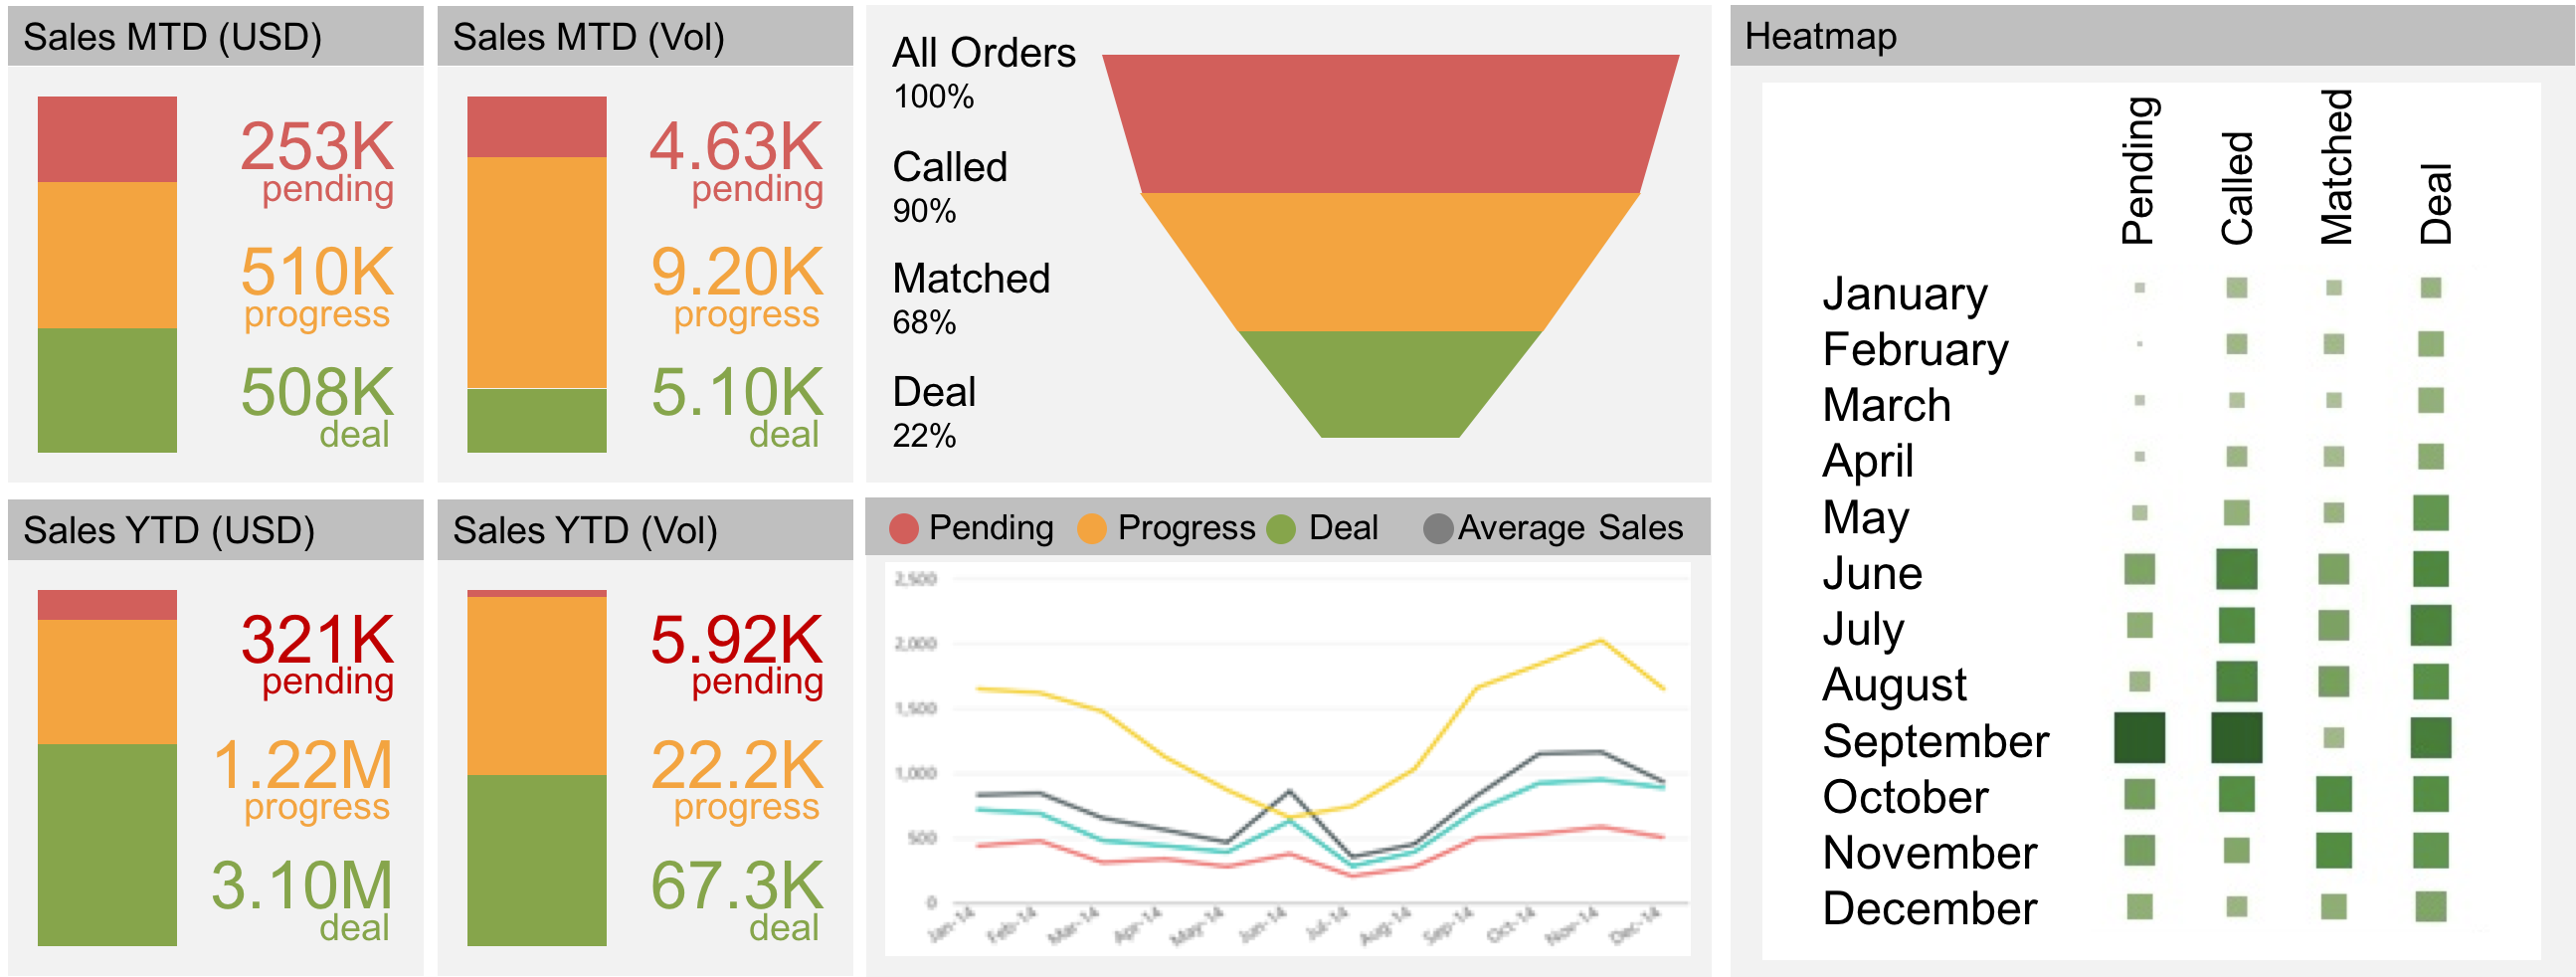 Sales MTD (USD)
253K
pending
510K
progress
508K
deal
Sales MTD (Vol)
4.63K
pending
9.20K
progress
5.10K
deal
All Orders
100%
Called
90%
Matched
68%
Deal
22%
Sales YTD (USD)
321K
pending
1.22M
progress
3.10M
deal
Sales YTD (Vol)
5.92K
pending
22.2K
progress
67.3K
deal
Pending Progress Deal Average Sales
2,500
2,000
1,500
1,000
500
0
Jan-14 Feb-14 Mar-14 Apr-14 May-14 Jun-14 Jul-14 Aug-14 Sep-14 Oct-14 Nov-14 Dec-14
Heatmap
Pending Called Matched Deal
January
February
March
April
May
June
July
August
September
October
November
December